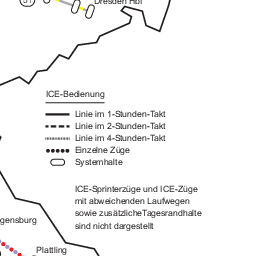 51
Dresden Hbf
ICE-Bedienung
Linie im 1-Stunden-Takt
Linie im 2-Stunden-Takt
Linie im 4-Stunden-Takt
Einzelne Züge
Systemhalte
ICE-Sprinterzüge und ICE-Züge
mit abweichenden Laufwegen
sowie zusätzlicheTagesrandhalte
sind nicht dargestellt
gensburg
Plattling